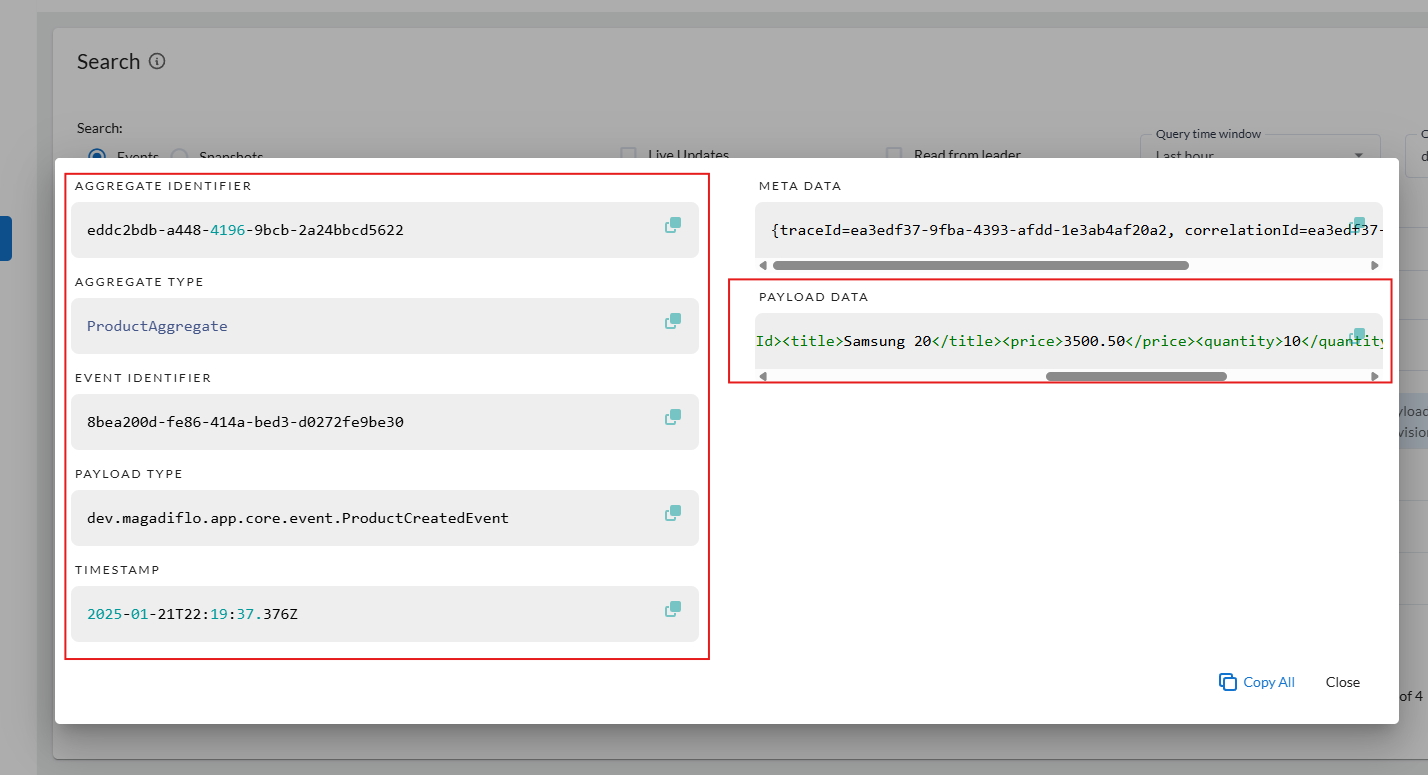 Search
Search:
Events
Snapshots
Live Updates
Read from leader
Query time window
Last hour
AGGREGATE IDENTIFIER
eddc2bdb-a448-4196-9bcb-2a24bbcd5622
AGGREGATE TYPE
ProductAggregate
EVENT IDENTIFIER
8bea200d-fe86-414a-bed3-d0272fe9be30
PAYLOAD TYPE
dev.magadiflo.app.core.event.ProductCreatedEvent
TIMESTAMP
2025-01-21T22:19:37.376Z
META DATA
{traceId=ea3edf37-9fba-4393-afdd-1e3ab4af20a2, correlationId=ea3edf37-
PAYLOAD DATA
Id><title>Samsung 20</title><price>3500.50</price><quantity>10</quantity
Copy All
Close
of 4